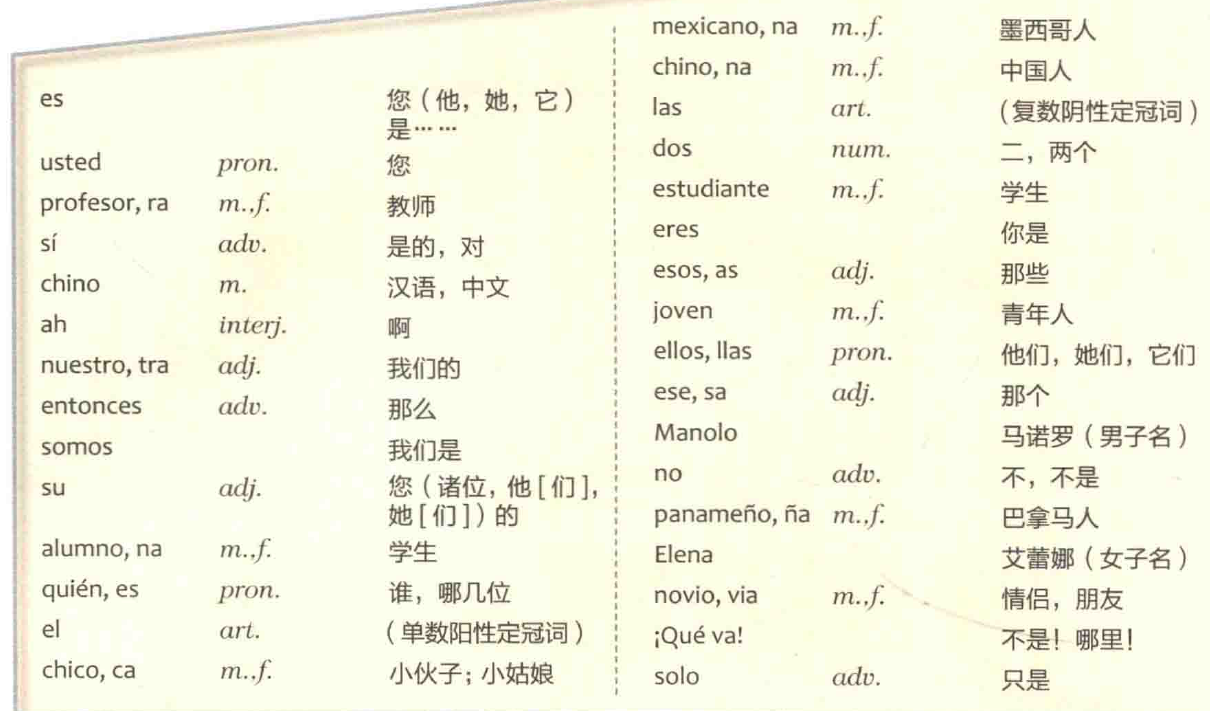 es 您（他，她，它）
是……
usted pron. 您
profesor, ra m.,f. 教师
sí adv. 是的，对
chino m. 汉语，中文
ah interj. 啊
nuestro, tra adj. 我们的
entonces adv. 那么
somos 我们是
su adj. 您（诸位，他［们］，
她［们］）的
alumno, na m.,f. 学生
quién, es pron. 谁，哪几位
el art. （单数阳性定冠词）
chico, ca m.,f. 小伙子；小姑娘
mexicano, na m.,f. 墨西哥人
chino, na m.,f. 中国人
las art. （复数阴性定冠词）
dos num. 二，两个
estudiante m.,f. 学生
eres 你是
esos, as adj. 那些
joven m.,f. 青年人
ellos, llas pron. 他们，她们，它们
ese, sa adj. 那个
Manolo 马诺罗（男子名）
no adv. 不，不是
panameño, ña m.,f. 巴拿马人
Elena 艾蕾娜（女子名）
novio, via m.,f. 情侣，朋友
¡Qué va! 不是！哪里！
solo adv. 只是